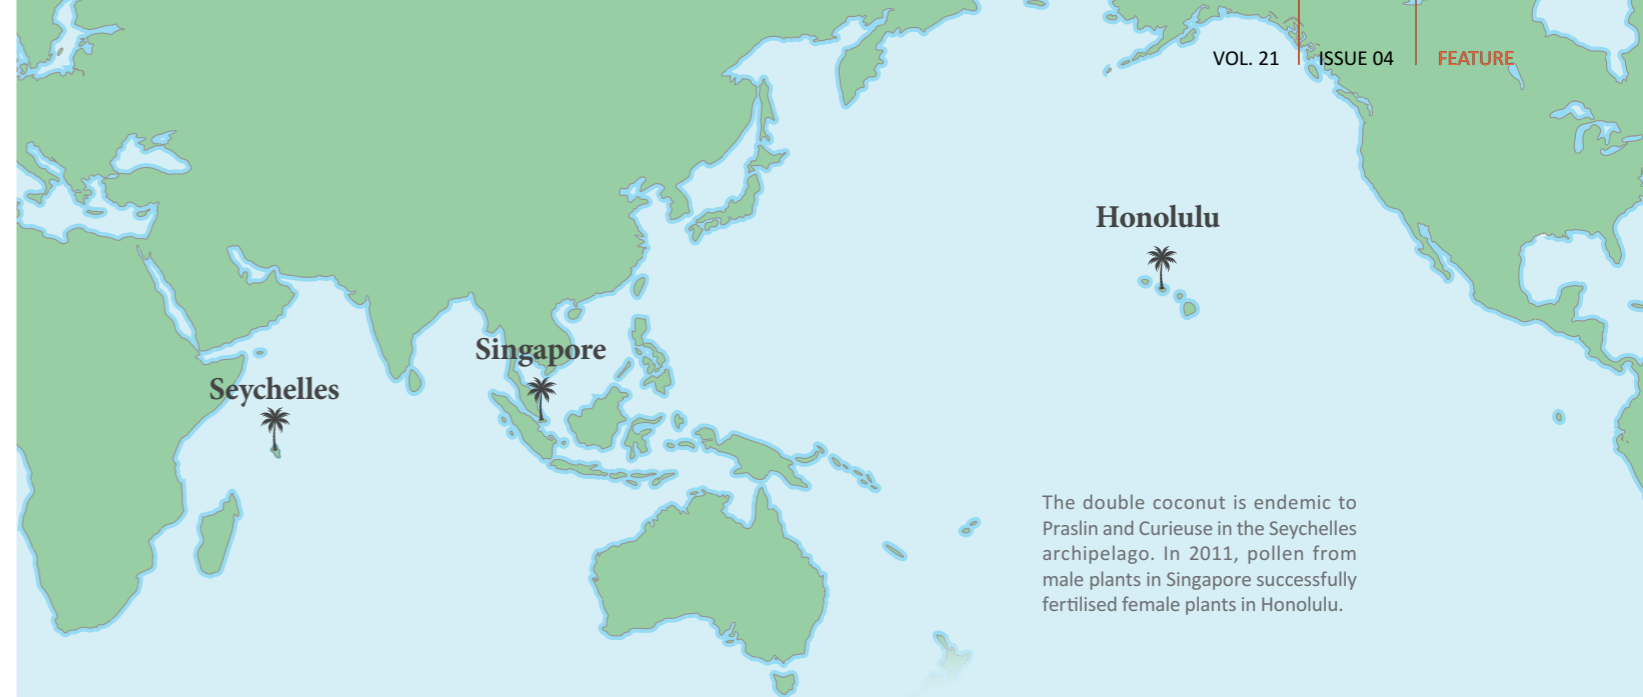 VOL. 21 ISSUE 04 FEATURE
Honolulu
Singapore
Seychelles
The double coconut is endemic to
Praslin and Curieuse in the Seychelles
archipelago. In 2011, pollen from
male plants in Singapore successfully
fertilised female plants in Honolulu.